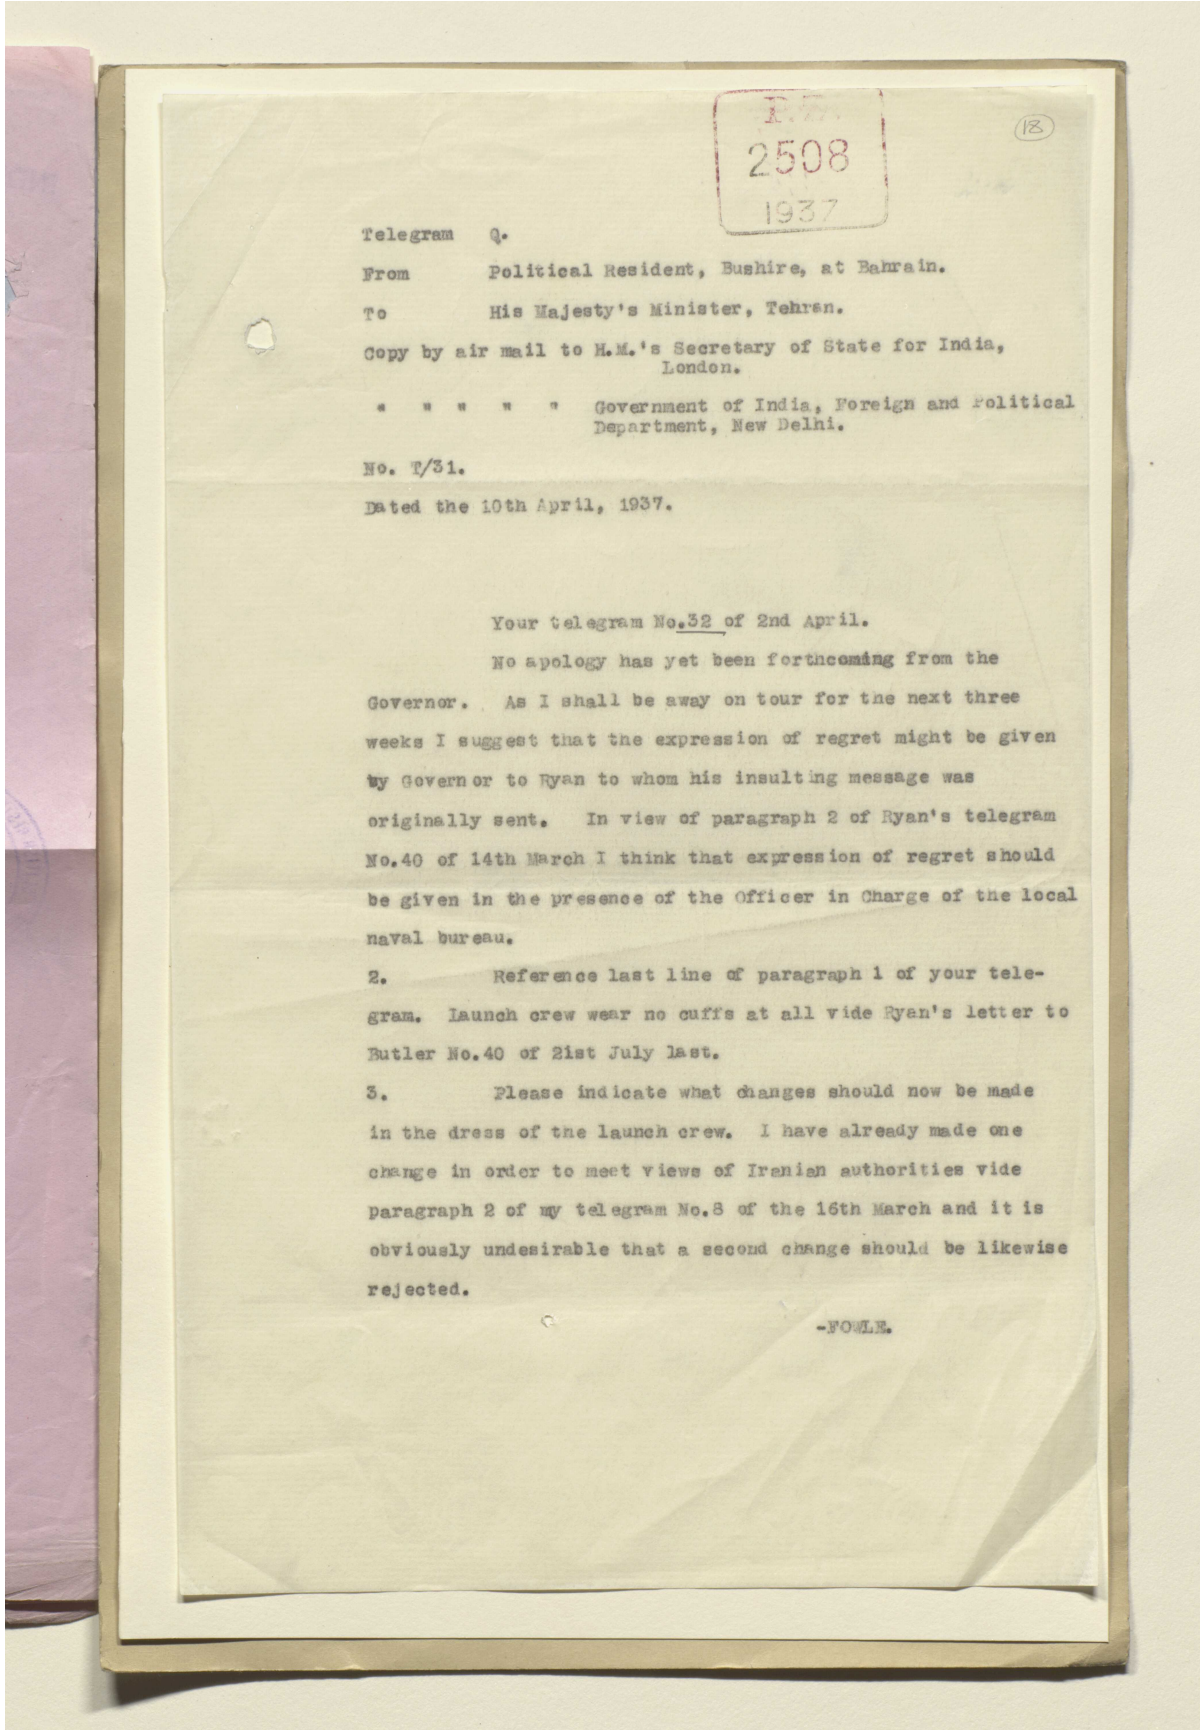 P.Z.
2508
1937
18
Telegram Q.
From Political Resident, Bushire, at Bahrain.
To His Majesty's Minister, Tehran.
Copy by air mail to H.M.'s Secretary of State for India,
London.
" " " " " Government of India, Foreign and Political
Department, New Delhi.
No. T/31.
Dated the 10th April, 1937.
Your telegram No.32 of 2nd April.
No apology has yet been forthcoming from the
Governor. As I shall be away on tour for the next three
weeks I suggest that the expression of regret might be given
by Governor to Ryan to whom his insulting message was
originally sent. In view of paragraph 2 of Ryan's telegram
No.40 of 14th March I think that expression of regret should
be given in the presence of the Officer in Charge of the local
naval bureau.
2. Reference last line of paragraph 1 of your tele-
gram. Launch crew wear no cuffs at all vide Ryan's letter to
Butler No.40 of 21st July last.
3. Please indicate what changes should now be made
in the dress of the launch crew. I have already made one
change in order to meet views of Iranian authorities vide
paragraph 2 of my telegram No.8 of the 16th March and it is
obviously undesirable that a second change should be likewise
rejected.
-FOWLE.